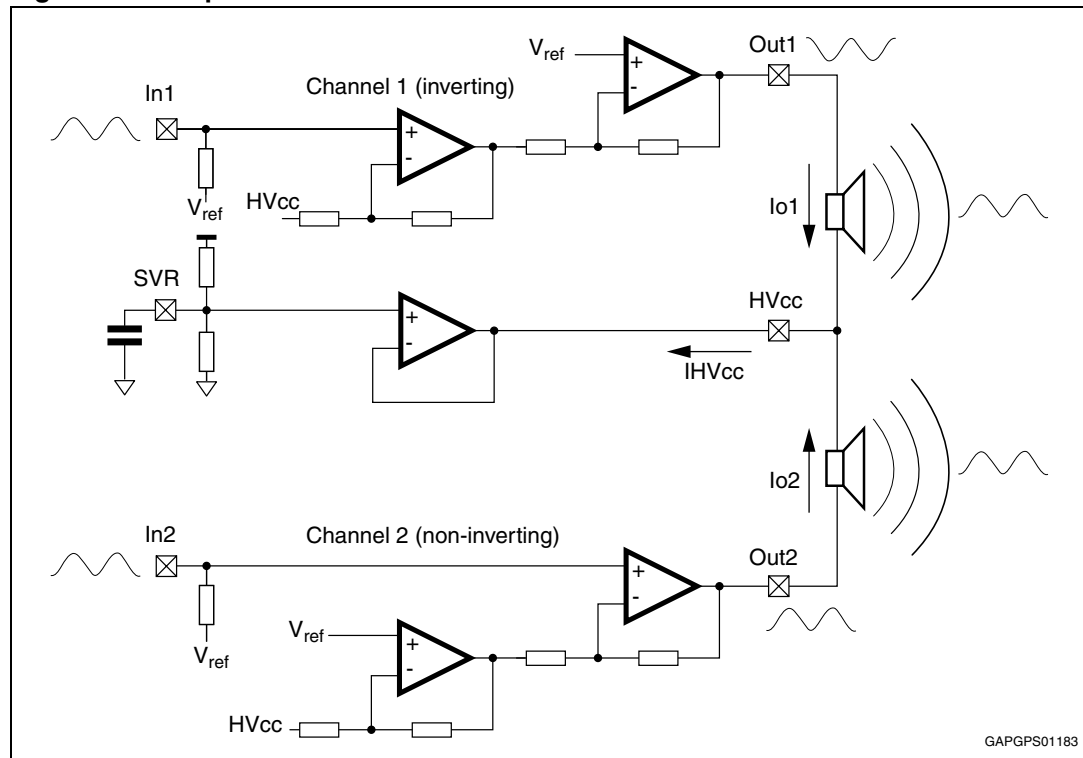 Out1
Vref
Channel 1 (inverting)
In1
+
-
+
-
HVcc
Vref
Io1
SVR
HVcc
+
-
IHVcc
Io2
In2
Channel 2 (non-inverting)
Out2
+
-
Vref
+
-
Vref
HVcc
GAPGPS01183